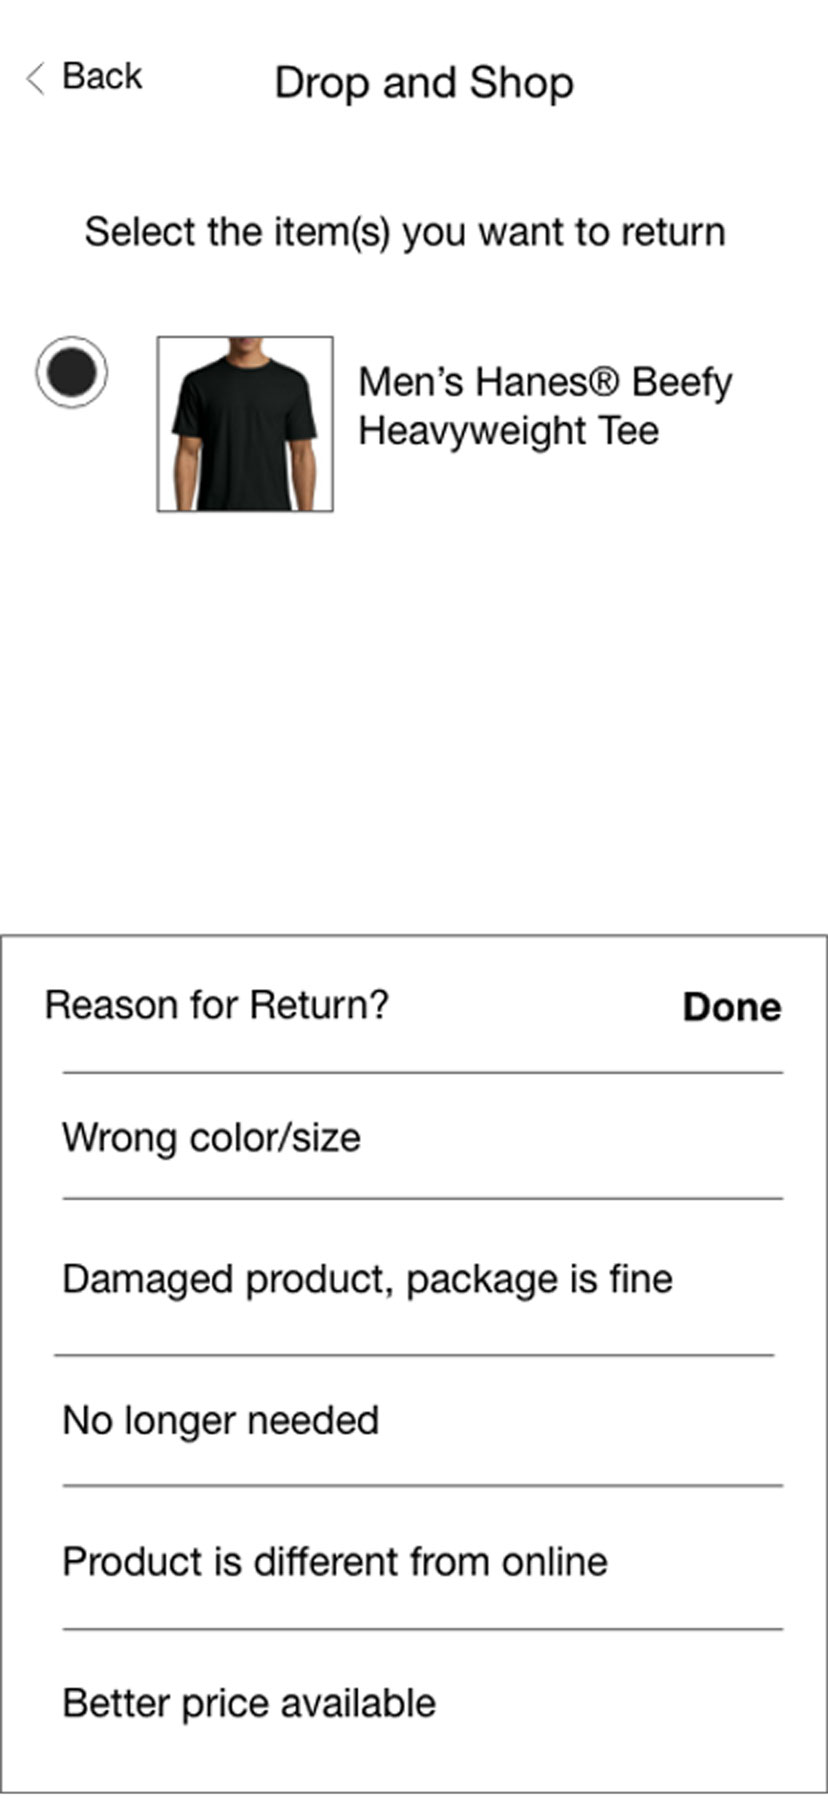 Back
Drop and Shop
Select the item(s) you want to return
Men’s Hanes® Beefy
Heavyweight Tee
Reason for Return?
Done
Wrong color/size
Damaged product, package is fine
No longer needed
Product is different from online
Better price available